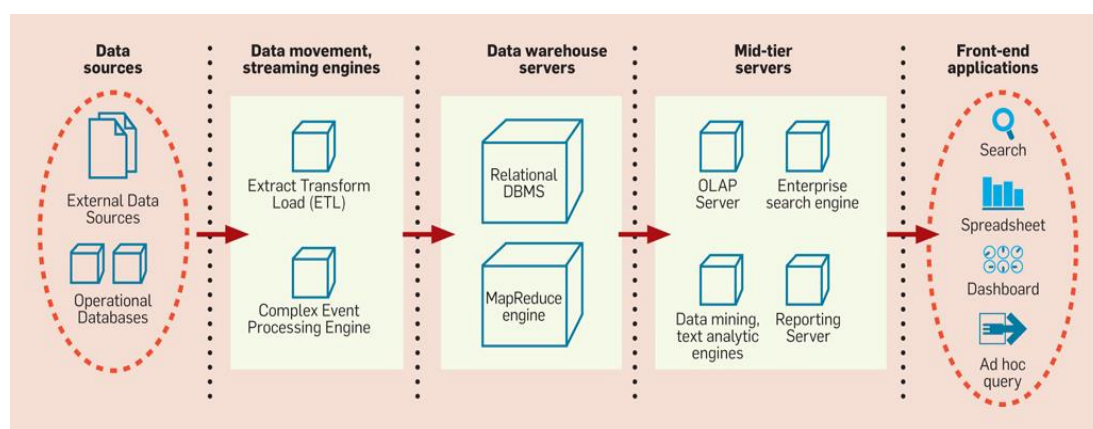 Data
sources
External Data
Sources
Operational
Databases
Data movement,
streaming engines
Extract Transform
Load (ETL)
Complex Event
Processing Engine
Data warehouse
servers
Relational
DBMS
MapReduce
engine
Mid-tier
servers
OLAP
Server
Enterprise
search engine
Data mining,
text analytic
engines
Reporting
Server
Front-end
applications
Search
Spreadsheet
Dashboard
Ad hoc
query